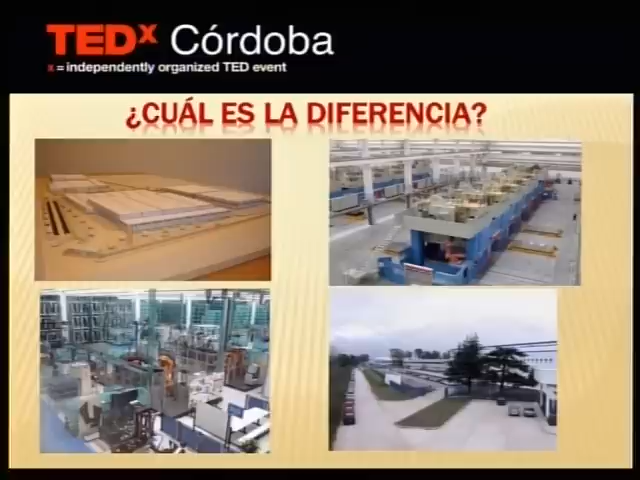 TEDx Córdoba
x = independently organized TED event
¿CUÁL ES LA DIFERENCIA?